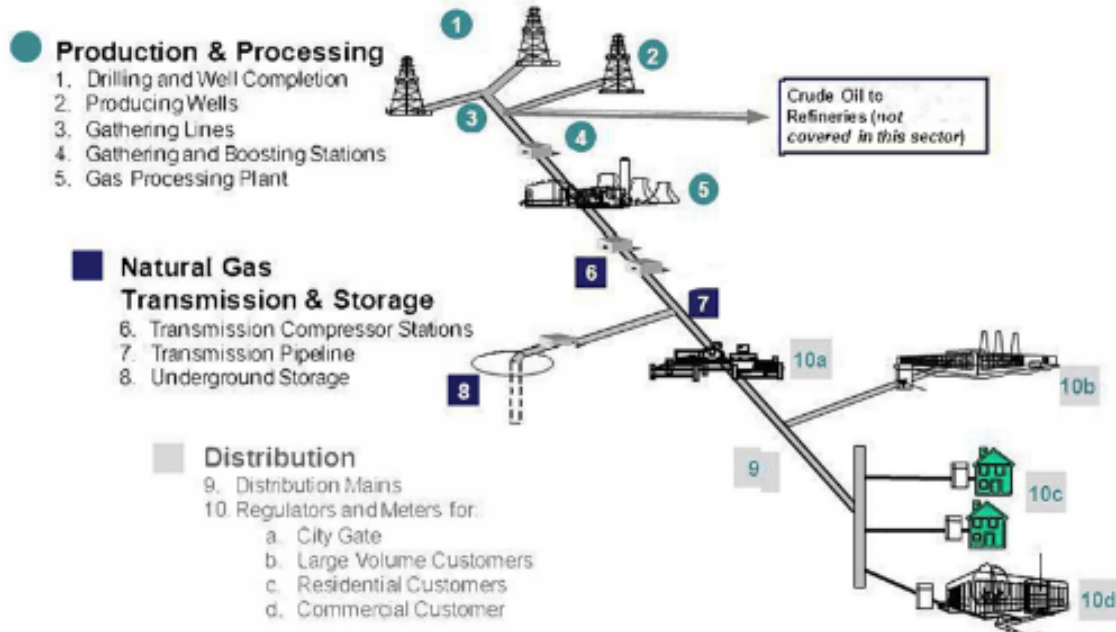 Production & Processing
1. Drilling and Well Completion
2. Producing Wells
3. Gathering Lines
4. Gathering and Boosting Stations
5. Gas Processing Plant
1
2
3
4
5
Crude Oil to
Refineries (not
covered in this sector)
Natural Gas
Transmission & Storage
6. Transmission Compressor Stations
7. Transmission Pipeline
8. Underground Storage
6
7
8
10a
10b
Distribution
9. Distribution Mains
10. Regulators and Meters for:
a. City Gate
b. Large Volume Customers
c. Residential Customers
d. Commercial Customer
9
10c
10d